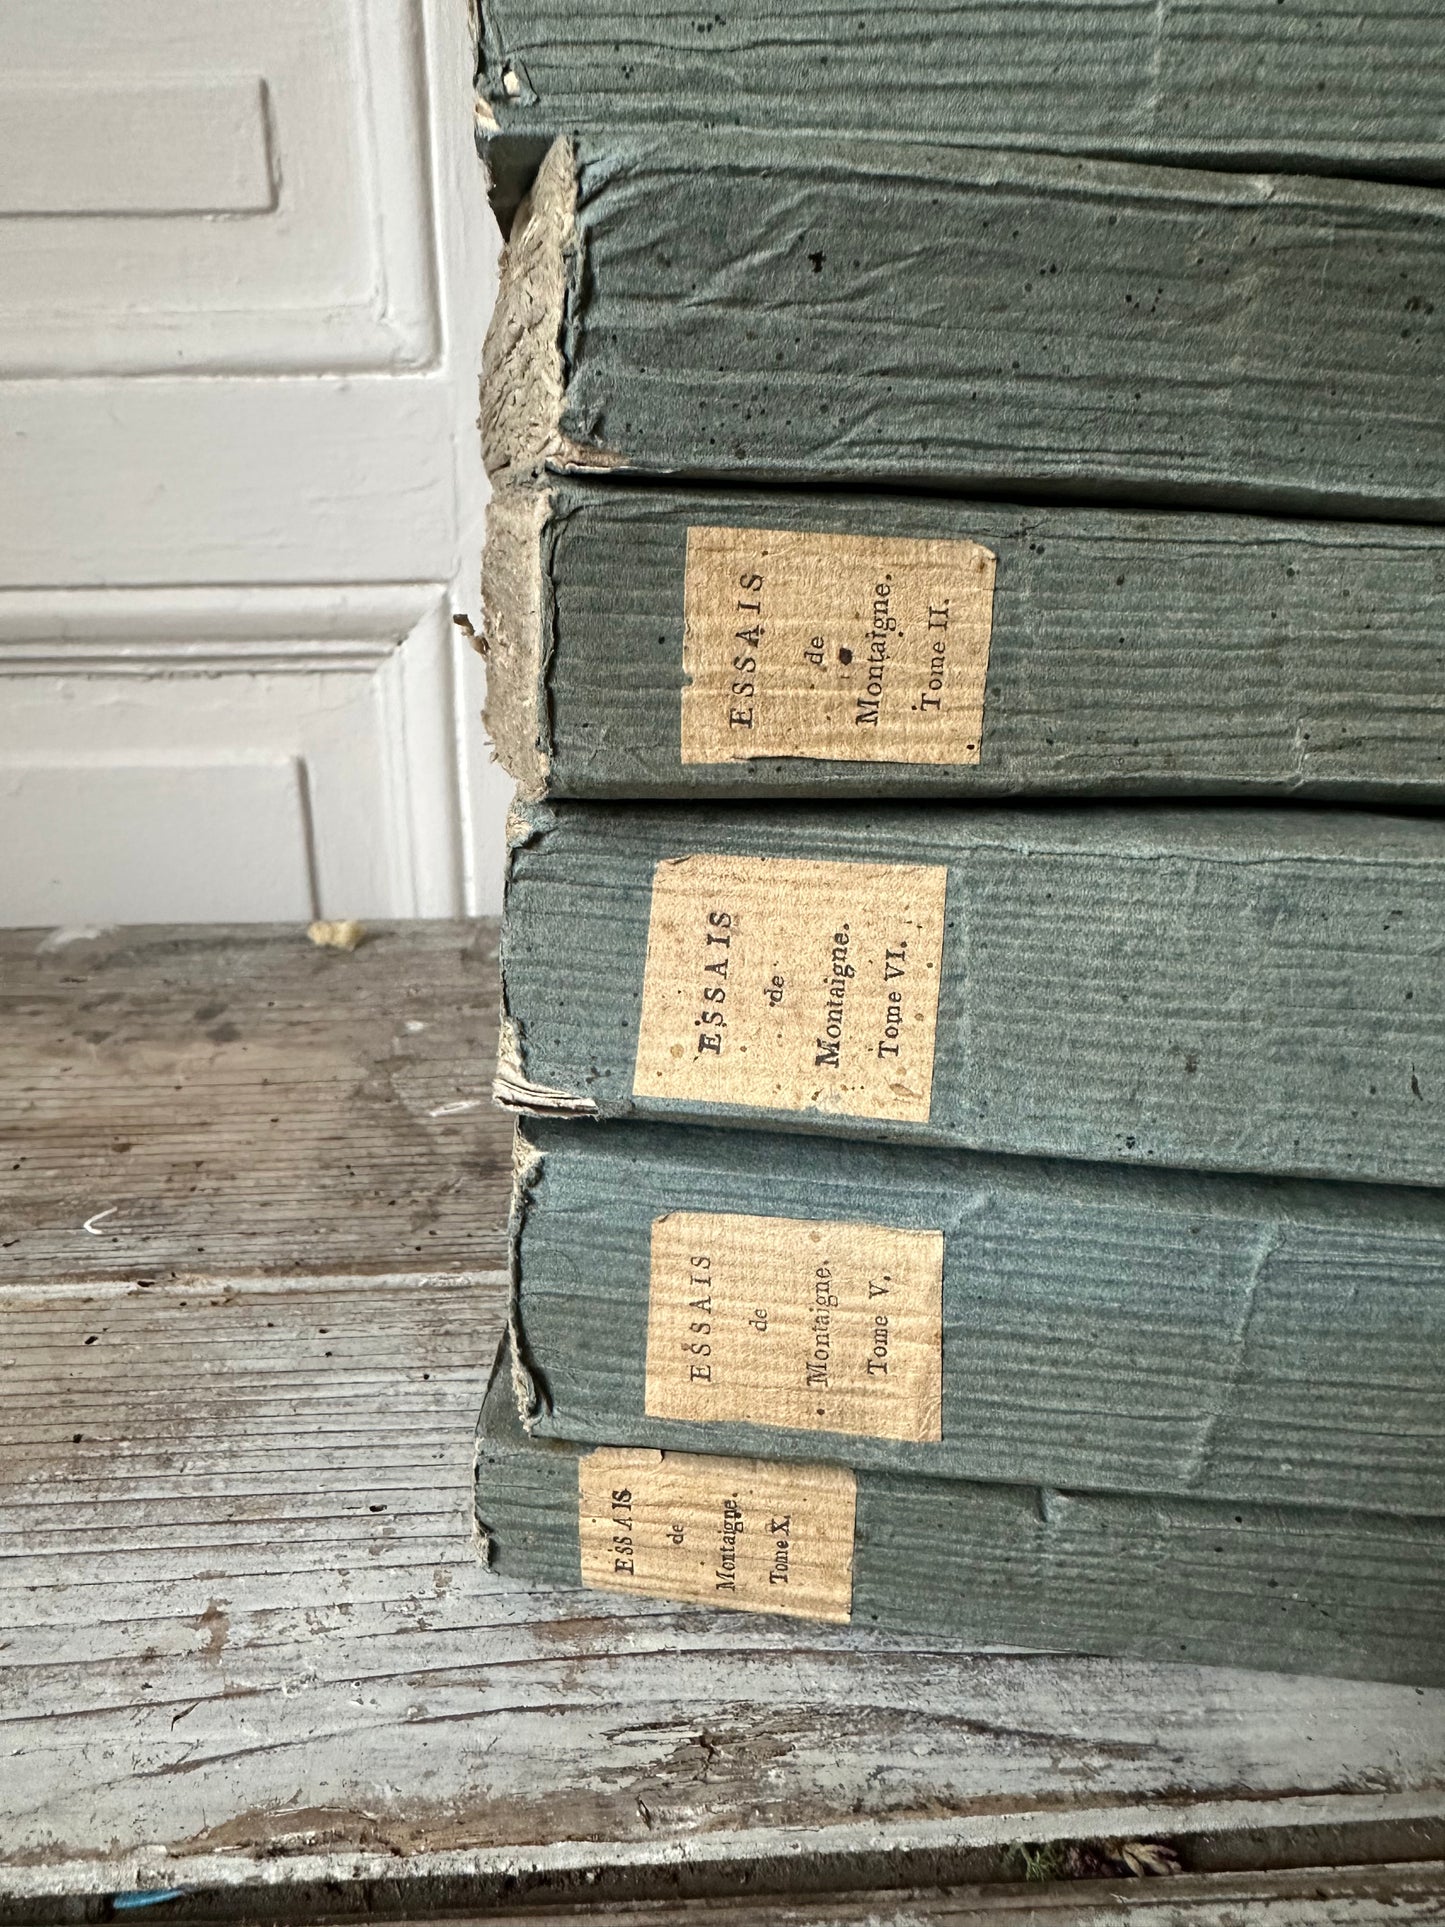 ESSAIS
de
Montaigne.
Tome II.
ESSAIS
de
Montaigne.
Tome VI.
ESSAIS
de
Montaigne.
Tome V.
ESSAIS
de
Montaigne.
Tome X.